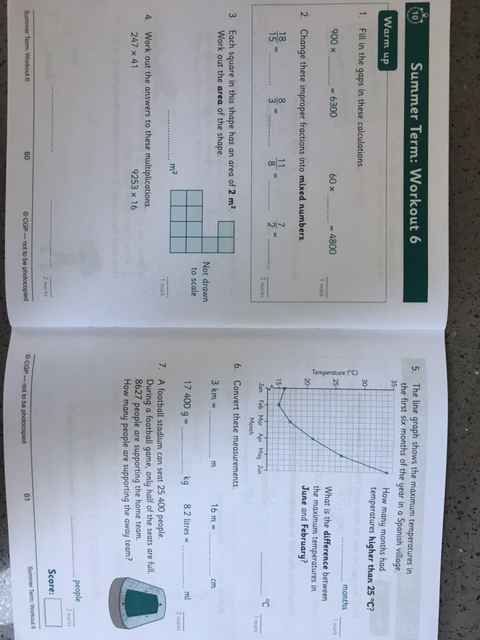 10
Summer Term: Workout 6
Warm up
1. Fill in the gaps in these calculations.
900 × .......... = 6300 60 × .......... = 4800
1 mark
2. Change these improper fractions into mixed numbers.
18/15 = .......... 8/3 = .......... 11/8 = .......... 7/2 = ..........
2 marks
3. Each square in this shape has an area of 2 m².
Work out the area of the shape.
Not drawn
to scale
.......... m²
1 mark
4. Work out the answers to these multiplications.
247 × 41 9253 × 16
.......... ..........
2 marks
Summer Term: Workout 6 60 © CGP — not to be photocopied
5. The line graph shows the maximum temperatures in
the first six months of the year in a Spanish village.
Temperature (°C)
35
30
25
20
15
Jan Feb Mar Apr May Jun
Month
How many months had
temperatures higher than 25 °C?
.......... months
1 mark
What is the difference between
the maximum temperatures in
June and February?
.......... °C
1 mark
6. Convert these measurements.
3 km = .......... m 16 m = .......... cm
17 400 g = .......... kg 8.2 litres = .......... ml
2 marks
7. A football stadium can seat 25 400 people.
During a football game, only half of the seats are full.
8627 people are supporting the home team.
How many people are supporting the away team?
.......... people
2 marks
Score:
© CGP — not to be photocopied 61 Summer Term: Workout 6